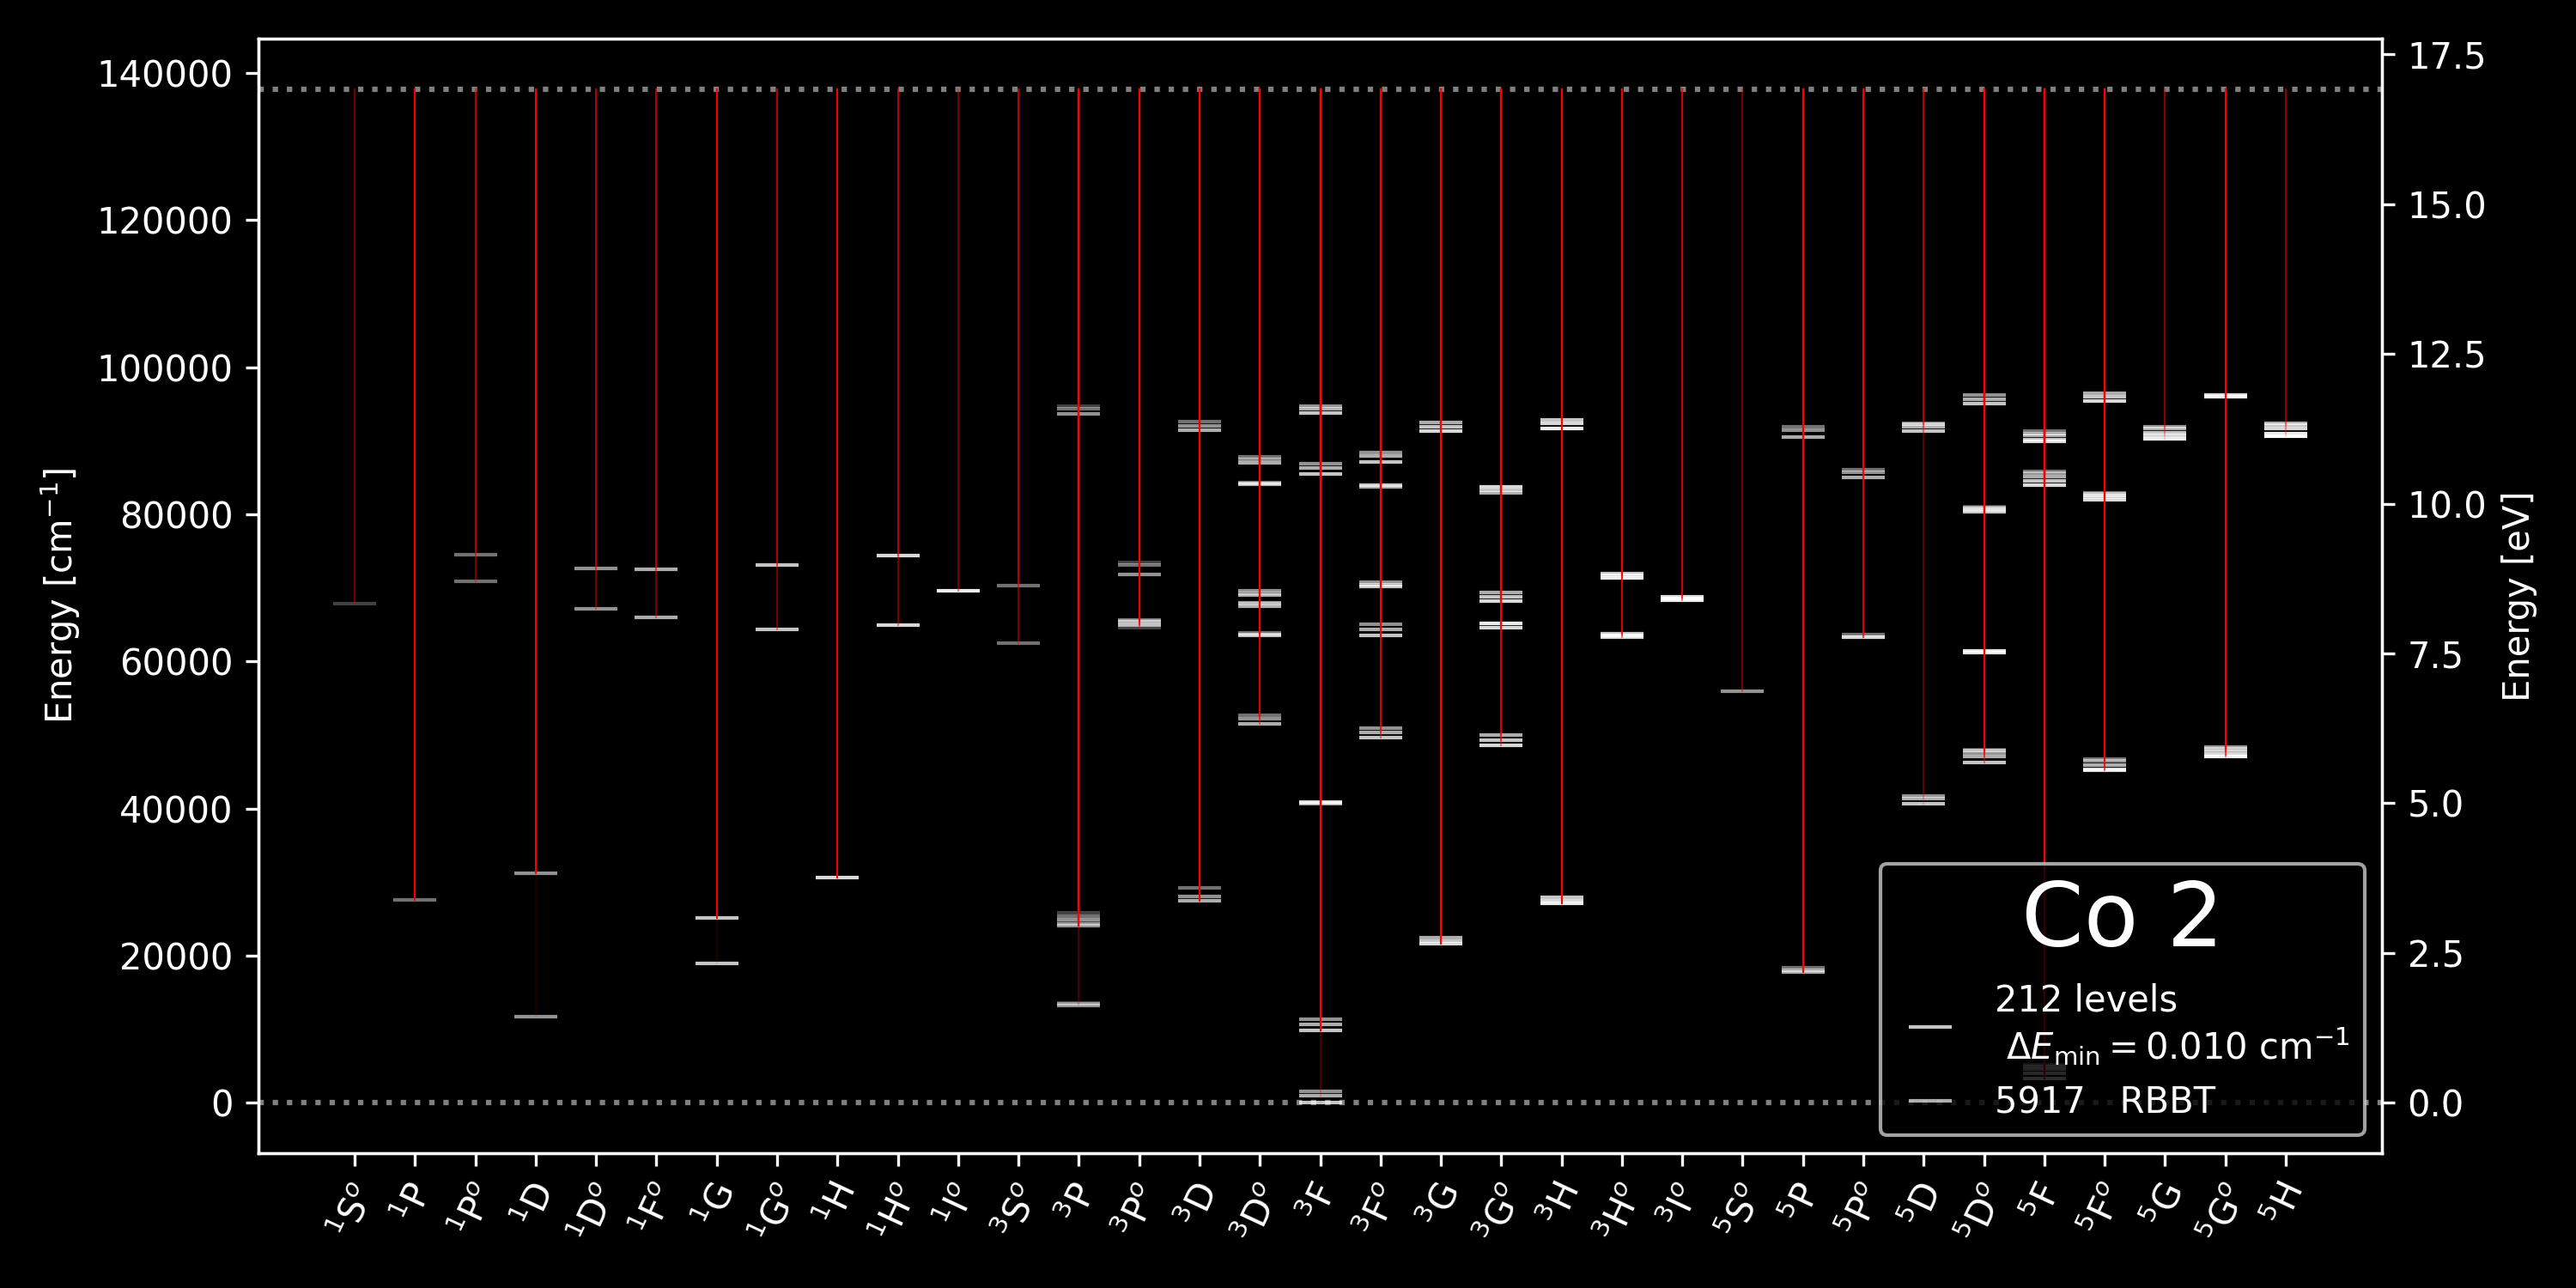 140000
120000
100000
80000
60000
40000
20000
0
Energy [cm⁻¹]
17.5
15.0
12.5
10.0
7.5
5.0
2.5
0.0
Energy [eV]
Co 2
212 levels
ΔE_min = 0.010 cm⁻¹
5917 RBBT
¹Sᵒ ¹P ¹Pᵒ ¹D ¹Dᵒ ¹Fᵒ ¹G ¹Gᵒ ¹H ¹Hᵒ ¹Iᵒ ³Sᵒ ³P ³Pᵒ ³D ³Dᵒ ³F ³Fᵒ ³G ³Gᵒ ³H ³Hᵒ ³Iᵒ ⁵Sᵒ ⁵P ⁵Pᵒ ⁵D ⁵Dᵒ ⁵F ⁵Fᵒ ⁵G ⁵Gᵒ ⁵H